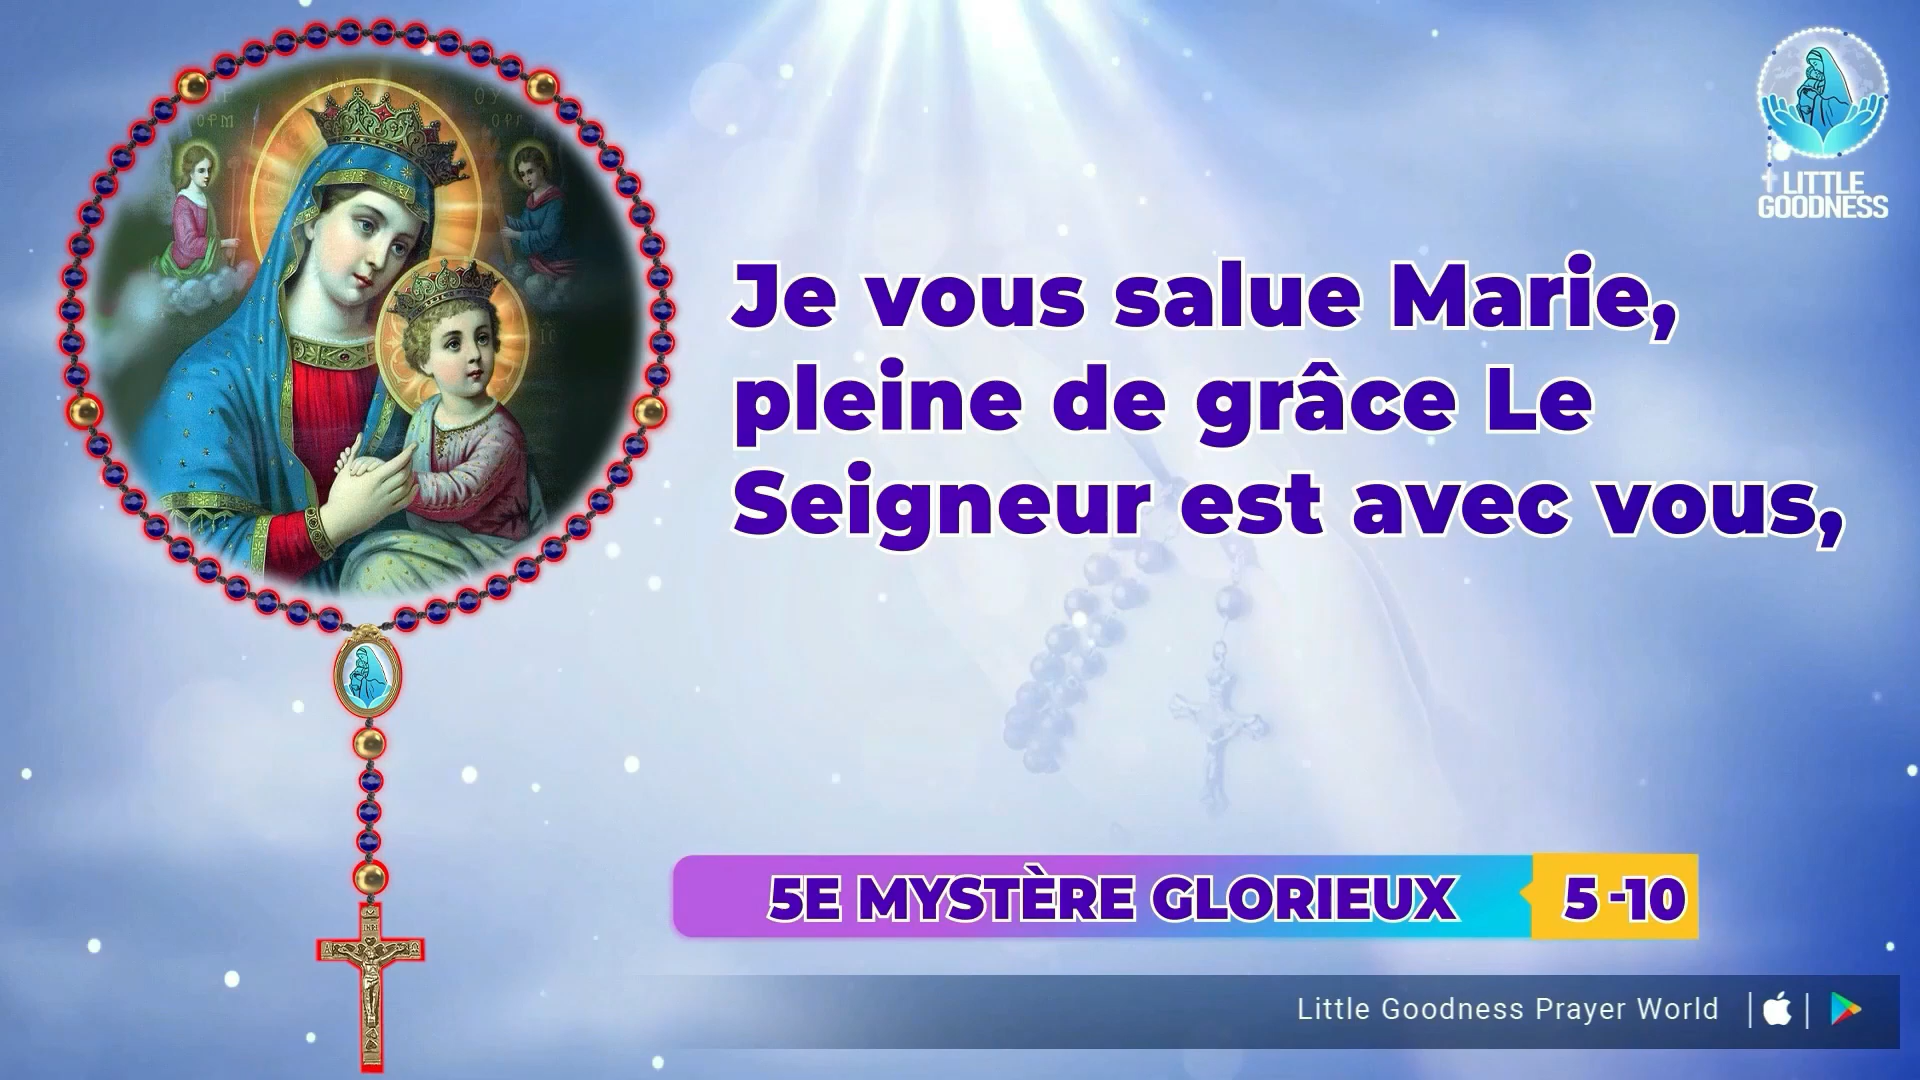 LITTLE
GOODNESS
Je vous salue Marie,
pleine de grâce Le
Seigneur est avec vous,
5E MYSTÈRE GLORIEUX 5 -10
Little Goodness Prayer World
INRI